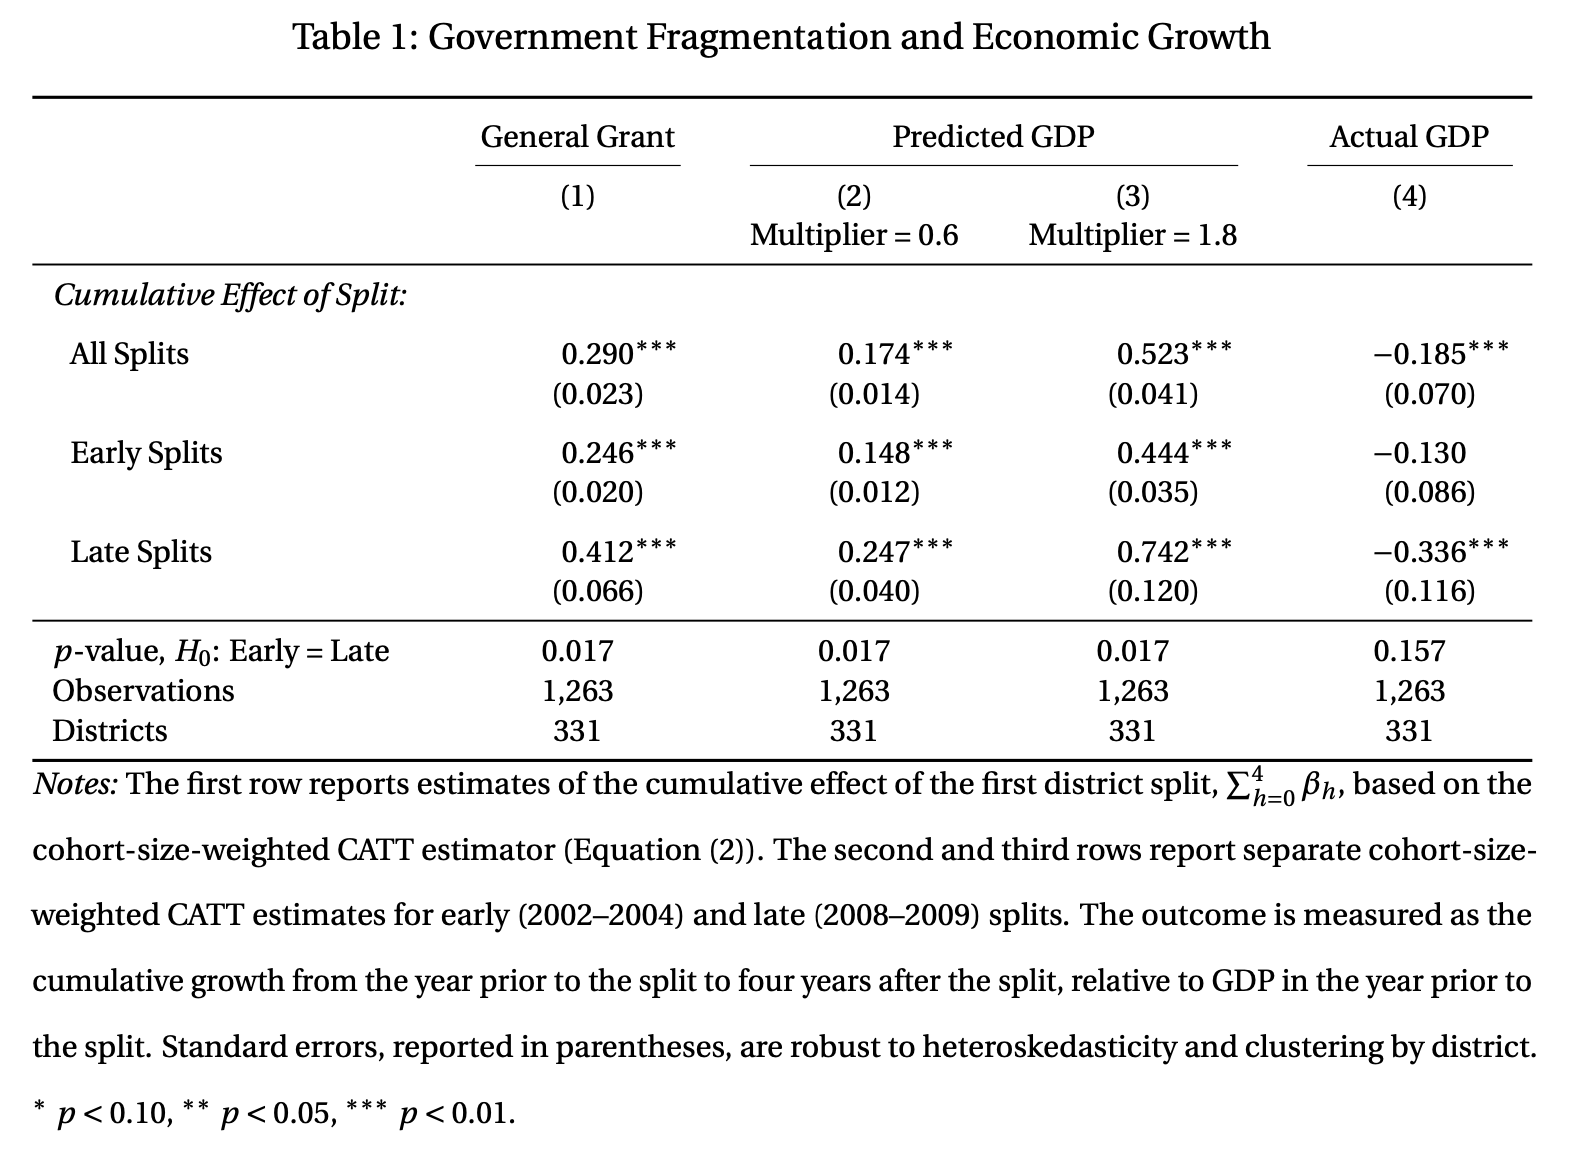 Table 1: Government Fragmentation and Economic Growth
General Grant Predicted GDP Actual GDP
(1) (2) (3) (4)
Multiplier = 0.6 Multiplier = 1.8
Cumulative Effect of Split:
All Splits 0.290*** 0.174*** 0.523*** −0.185***
(0.023) (0.014) (0.041) (0.070)
Early Splits 0.246*** 0.148*** 0.444*** −0.130
(0.020) (0.012) (0.035) (0.086)
Late Splits 0.412*** 0.247*** 0.742*** −0.336***
(0.066) (0.040) (0.120) (0.116)
p-value, H₀: Early = Late 0.017 0.017 0.017 0.157
Observations 1,263 1,263 1,263 1,263
Districts 331 331 331 331
Notes: The first row reports estimates of the cumulative effect of the first district split, ∑⁴ₕ₌₀ βₕ, based on the
cohort-size-weighted CATT estimator (Equation (2)). The second and third rows report separate cohort-size-
weighted CATT estimates for early (2002–2004) and late (2008–2009) splits. The outcome is measured as the
cumulative growth from the year prior to the split to four years after the split, relative to GDP in the year prior to
the split. Standard errors, reported in parentheses, are robust to heteroskedasticity and clustering by district.
* p < 0.10, ** p < 0.05, *** p < 0.01.